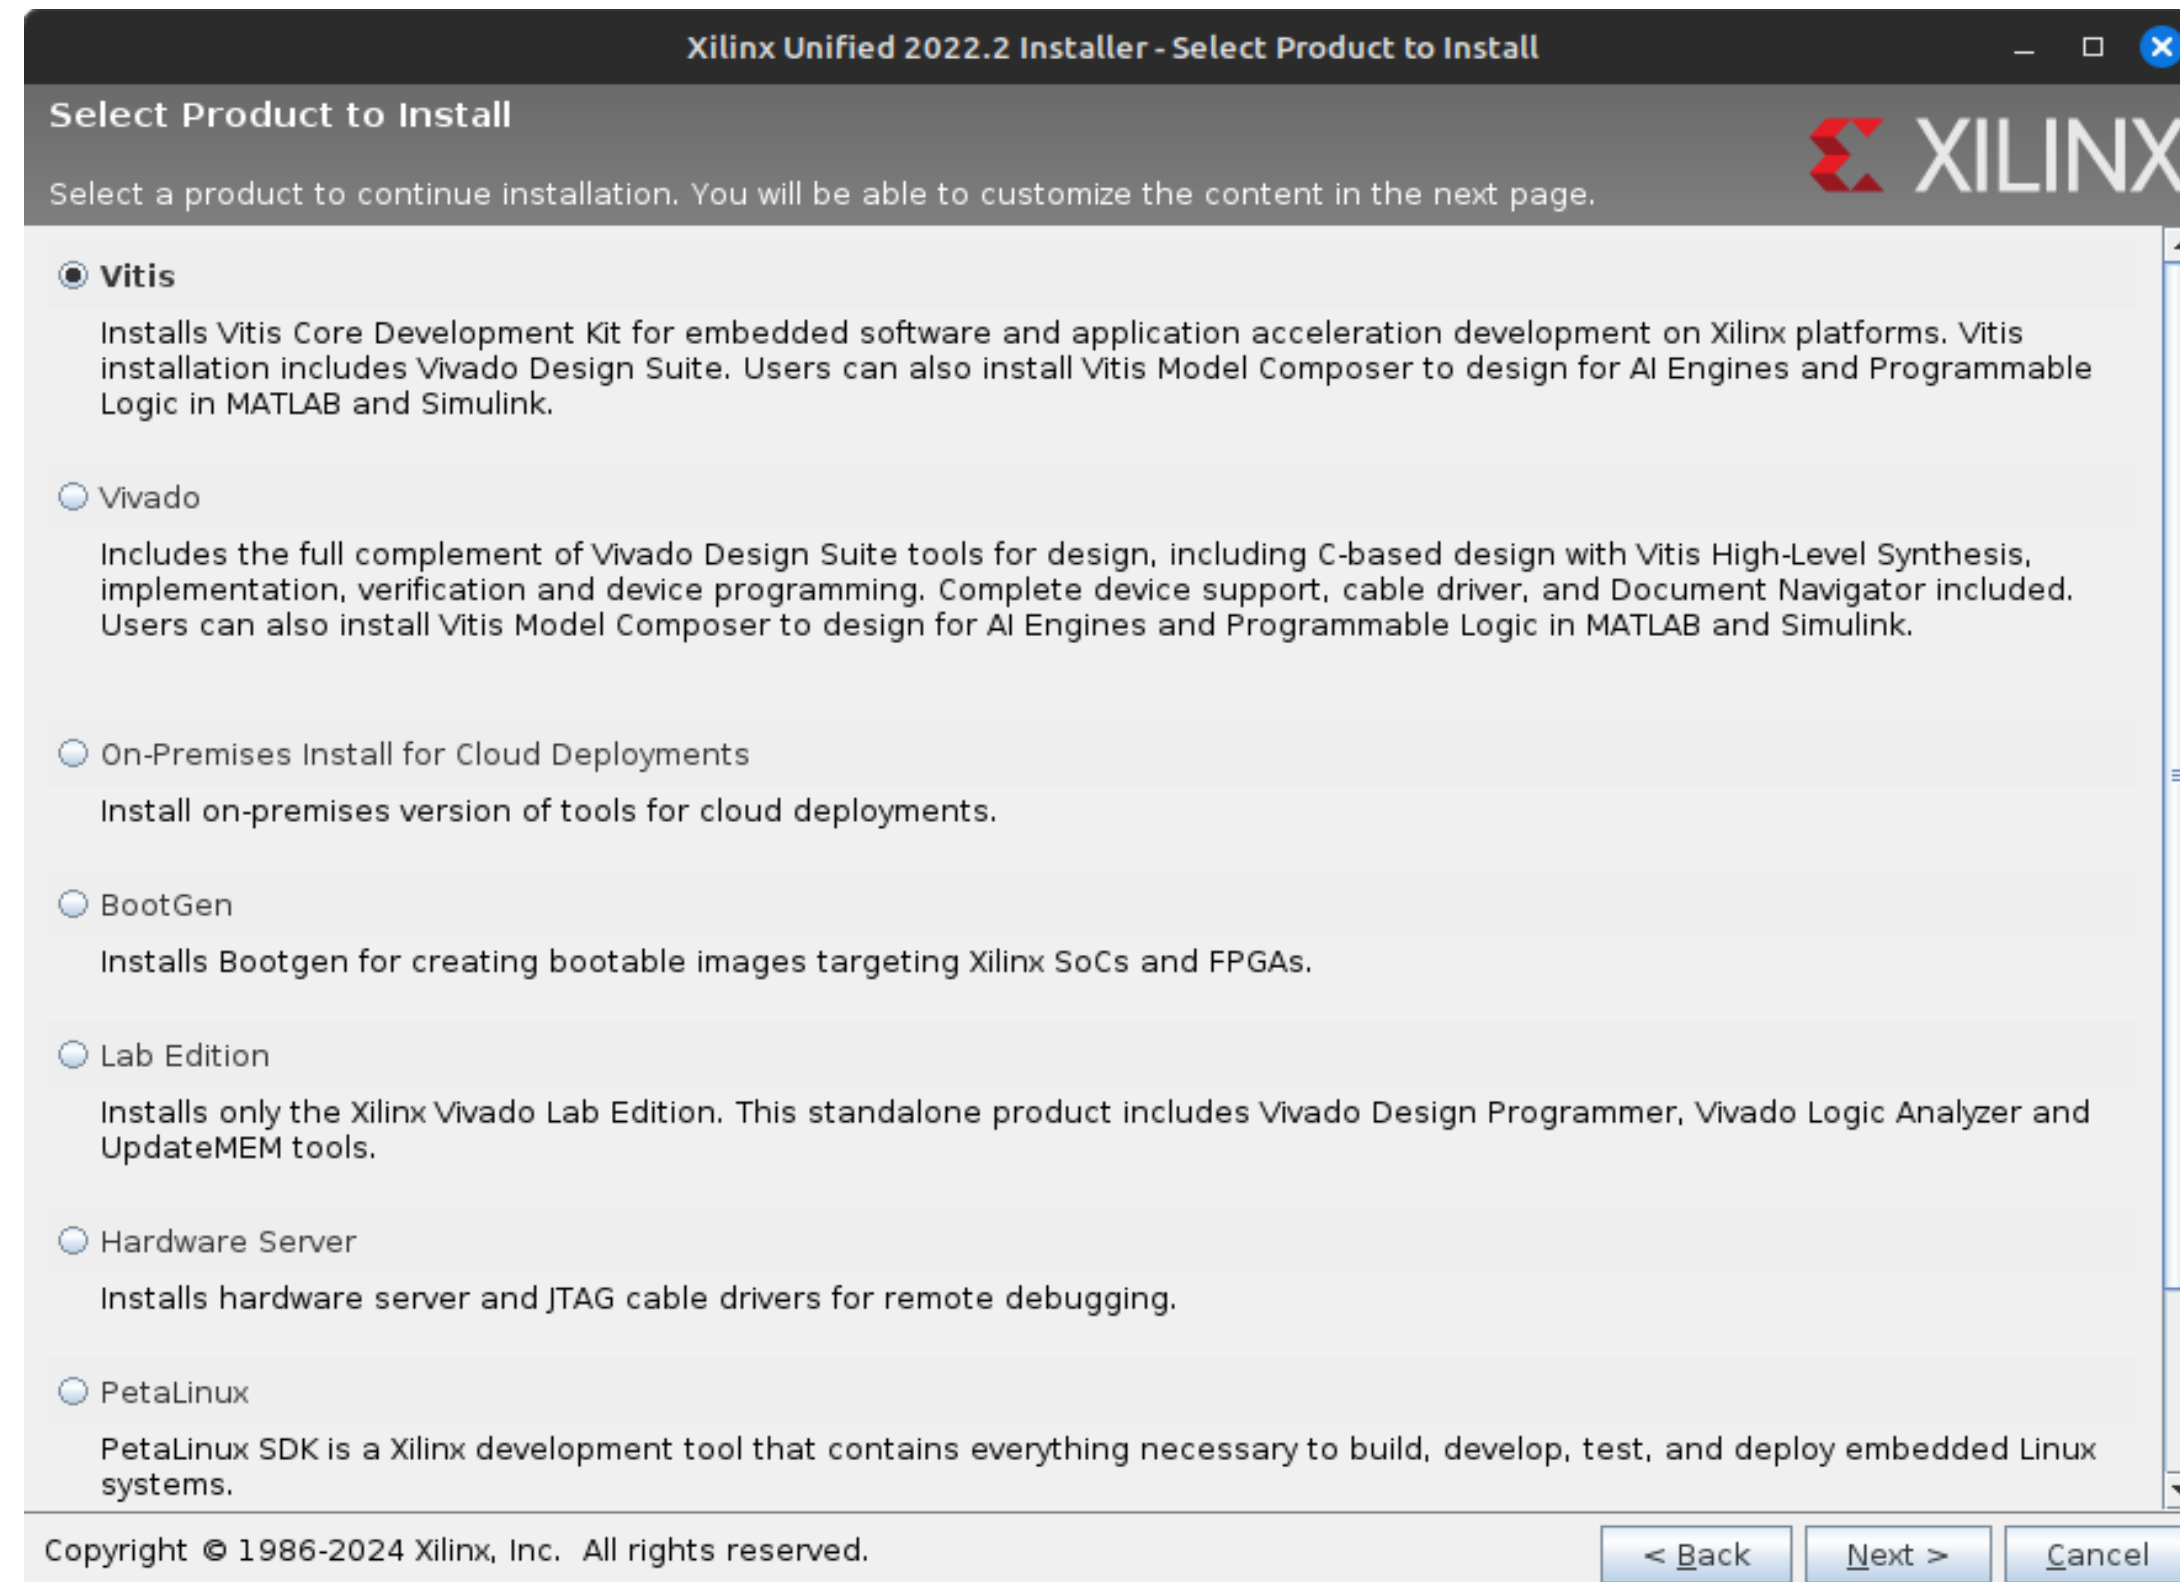 Xilinx Unified 2022.2 Installer - Select Product to Install
Select Product to Install
XILINX
Select a product to continue installation. You will be able to customize the content in the next page.
Vitis
Installs Vitis Core Development Kit for embedded software and application acceleration development on Xilinx platforms. Vitis
installation includes Vivado Design Suite. Users can also install Vitis Model Composer to design for AI Engines and Programmable
Logic in MATLAB and Simulink.
Vivado
Includes the full complement of Vivado Design Suite tools for design, including C-based design with Vitis High-Level Synthesis,
implementation, verification and device programming. Complete device support, cable driver, and Document Navigator included.
Users can also install Vitis Model Composer to design for AI Engines and Programmable Logic in MATLAB and Simulink.
On-Premises Install for Cloud Deployments
Install on-premises version of tools for cloud deployments.
BootGen
Installs Bootgen for creating bootable images targeting Xilinx SoCs and FPGAs.
Lab Edition
Installs only the Xilinx Vivado Lab Edition. This standalone product includes Vivado Design Programmer, Vivado Logic Analyzer and
UpdateMEM tools.
Hardware Server
Installs hardware server and JTAG cable drivers for remote debugging.
PetaLinux
PetaLinux SDK is a Xilinx development tool that contains everything necessary to build, develop, test, and deploy embedded Linux
systems.
Copyright © 1986-2024 Xilinx, Inc. All rights reserved.
< Back
Next >
Cancel